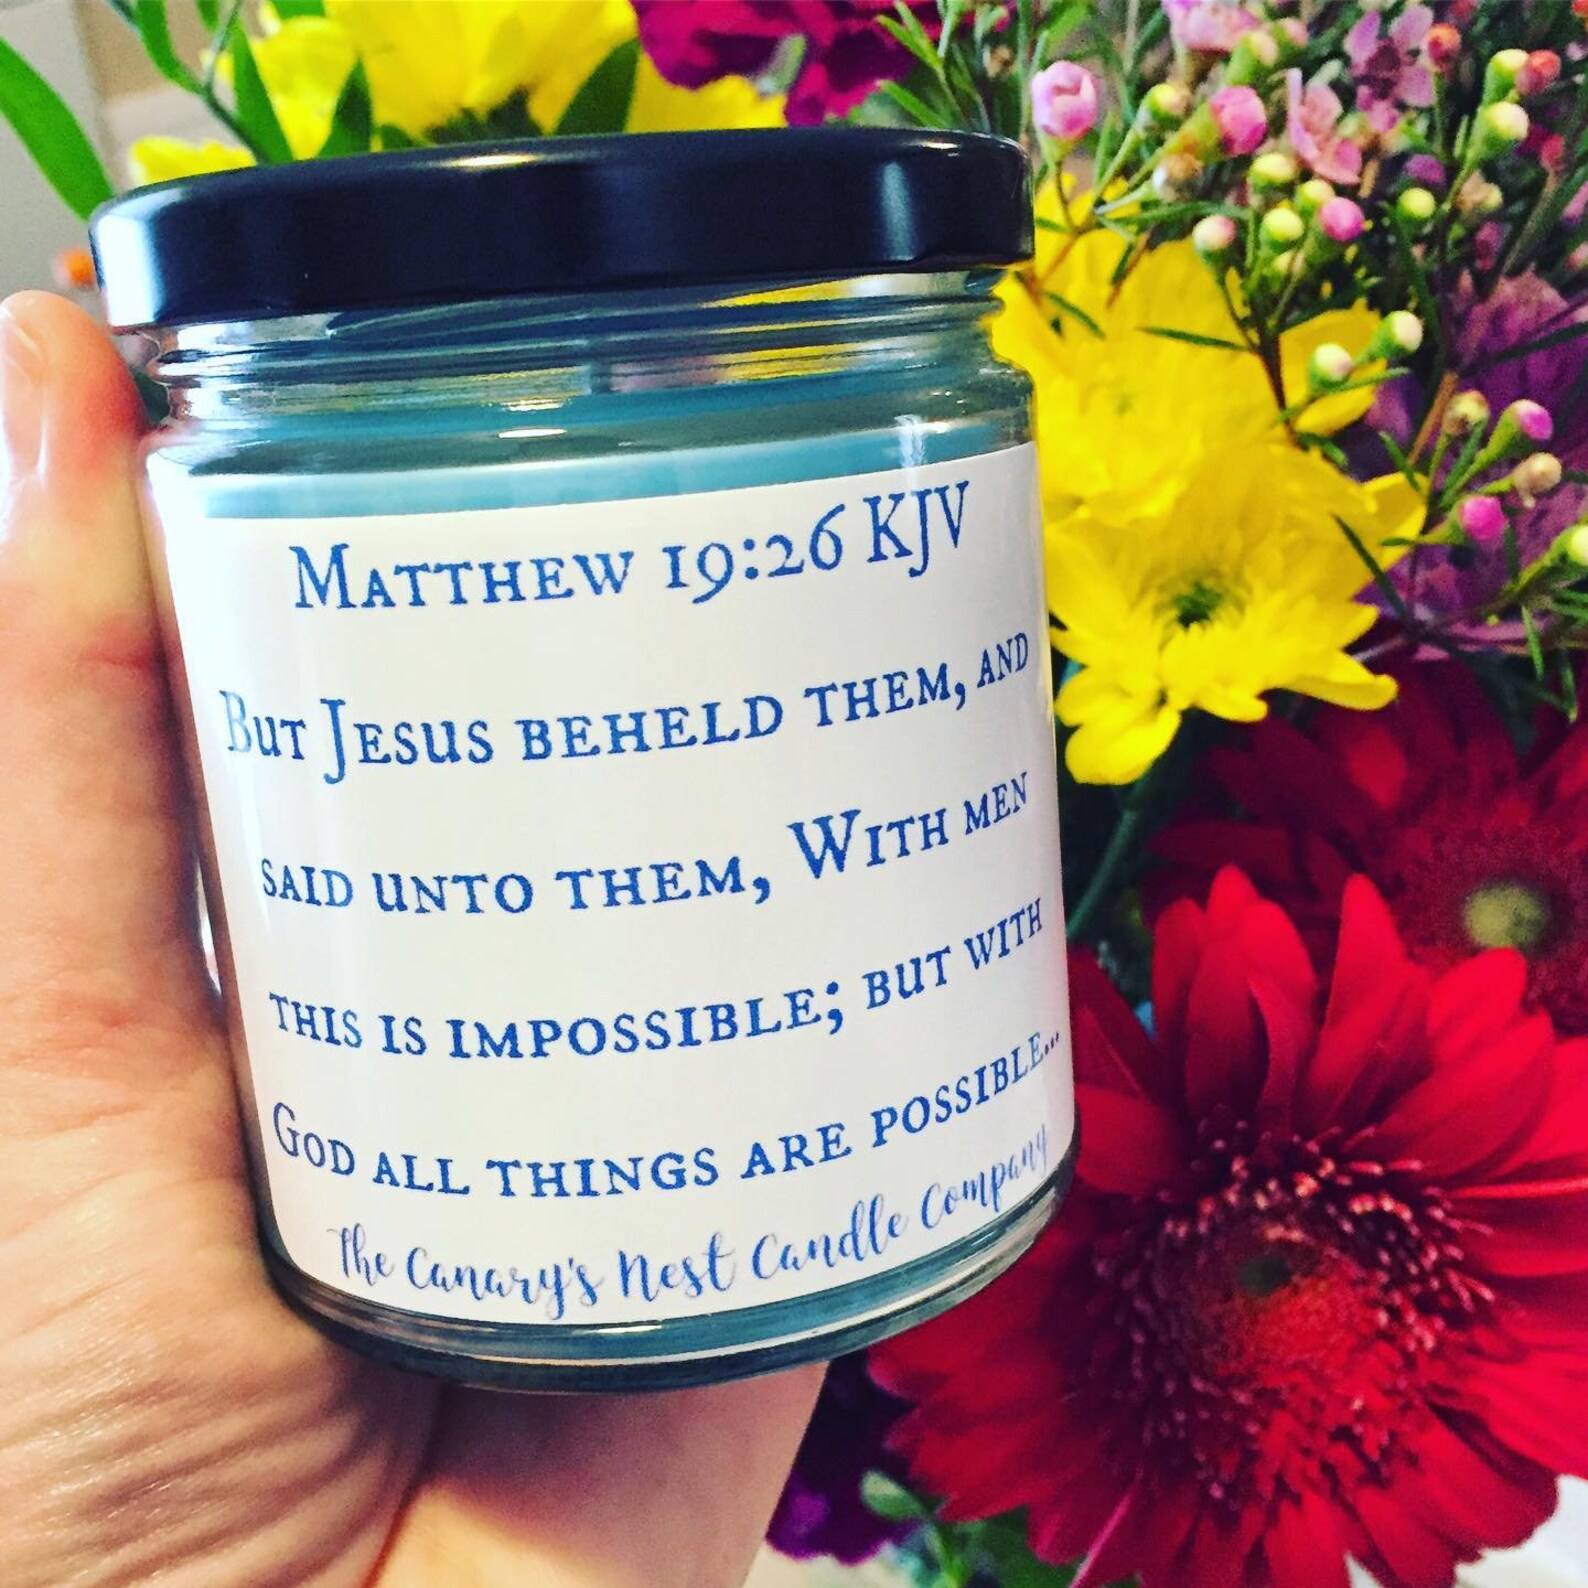 Matthew 19:26 KJV
But Jesus beheld them, and
said unto them, With men
this is impossible; but with
God all things are possible...
The Canary's Nest Candle Company